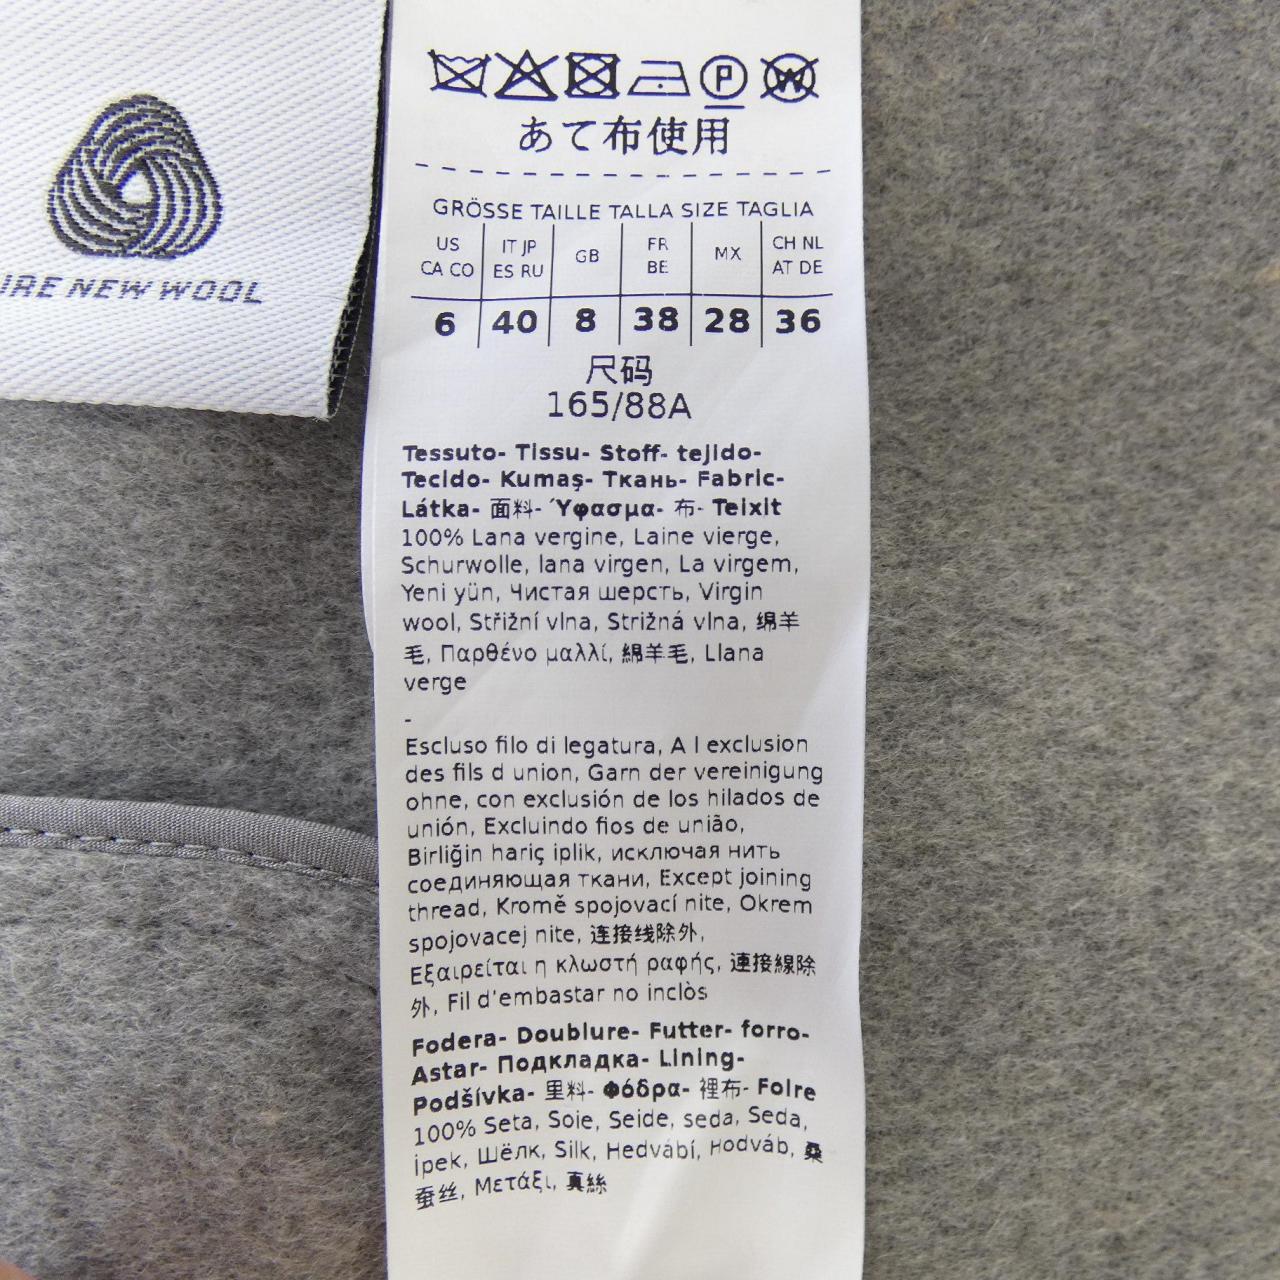 URE NEW WOOL
P
W
あて布使用
GRÖSSE TAILLE TALLA SIZE TAGLIA
US CA CO
IT JP ES RU
GB
FR BE
MX
CH NL AT DE
6 40 8 38 28 36
尺码
165/88A
Tessuto- Tissu- Stoff- tejido-
Tecido- Kumaş- Ткань- Fabric-
Látka- 面料- Ύφασμα- 布- Teixit
100% Lana vergine, Laine vierge,
Schurwolle, lana virgen, La virgem,
Yeni yün, Чистая шерсть, Virgin
wool, Střižní vlna, Strižná vlna, 绵羊
毛, Παρθένο μαλλί, 綿羊毛, Llana
verge
-
Escluso filo di legatura, A l exclusion
des fils d union, Garn der vereinigung
ohne, con exclusión de los hilados de
unión, Excluindo fios de união,
Birliğin hariç iplik, исключая нить
соединяющая ткани, Except joining
thread, Kromě spojovací nite, Okrem
spojovacej nite, 连接线除外,
Εξαιρείται η κλωστή ραφής, 連接線除
外, Fil d'embastar no inclòs
Fodera- Doublure- Futter- forro-
Astar- Подкладка- Lining-
Podšívka- 里料- Φόδρα- 裡布- Folre
100% Seta, Soie, Seide, seda, Seda,
İpek, Шёлк, Silk, Hedvábí, Hodváb, 桑
蚕丝, Μετάξι, 真絲